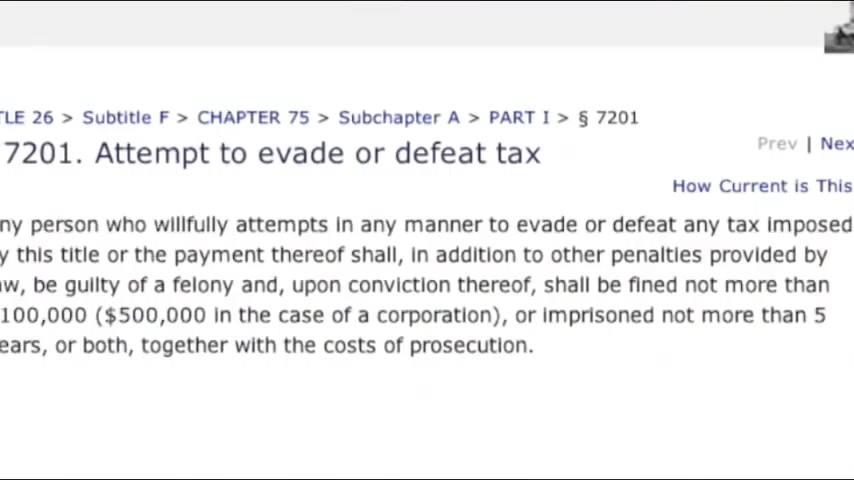 TLE 26 > Subtitle F > CHAPTER 75 > Subchapter A > PART I > § 7201
Prev | Nex
7201. Attempt to evade or defeat tax
How Current is This
ny person who willfully attempts in any manner to evade or defeat any tax imposed
y this title or the payment thereof shall, in addition to other penalties provided by
aw, be guilty of a felony and, upon conviction thereof, shall be fined not more than
100,000 ($500,000 in the case of a corporation), or imprisoned not more than 5
ears, or both, together with the costs of prosecution.